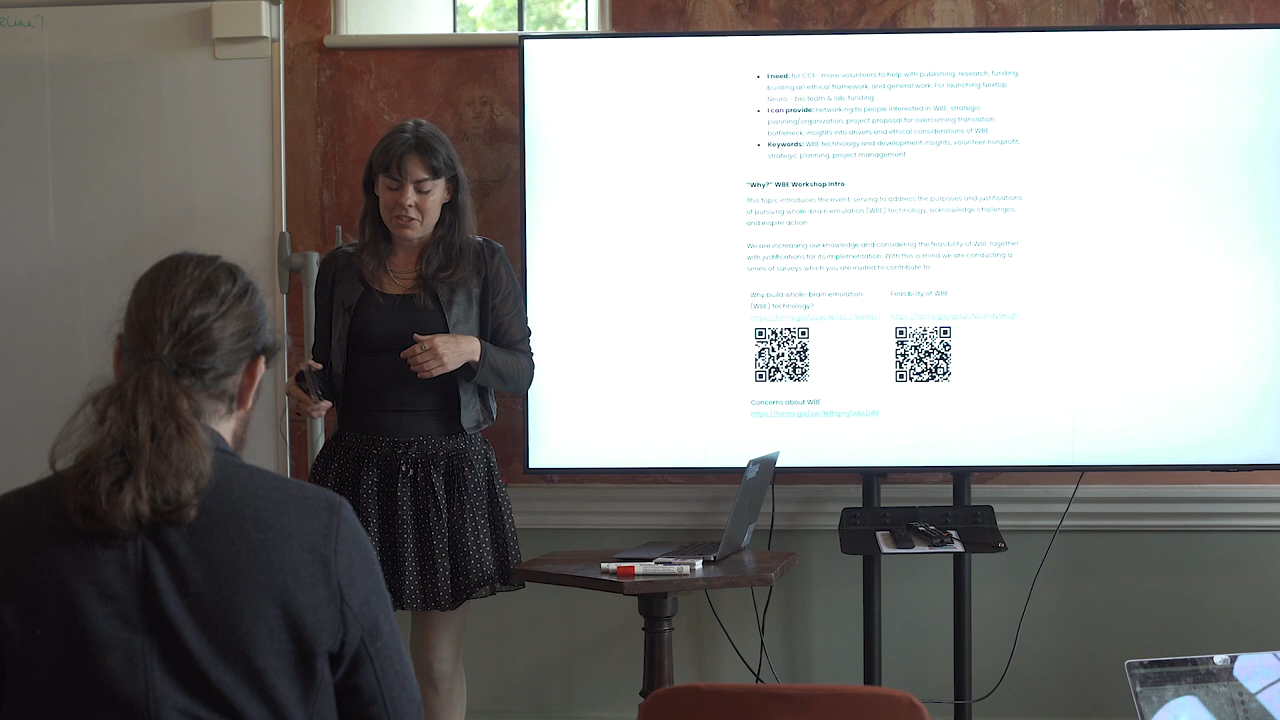 eline?
I need: for CCF - more volunteers to help with publishing, research, funding,
building an ethical framework, and general work. For launching NextUp
Neuro - bio team & lab, funding.
I can provide: networking to people interested in WBE, strategic
planning/organization, project proposal for overcoming translation
bottleneck, insights into drivers and ethical considerations of WBE
Keywords: WBE technology and development insights, volunteer nonprofit,
strategic planning, project management
"Why?" WBE Workshop Intro
This topic introduces the event, serving to address the purposes and justifications
of pursuing whole-brain emulation (WBE) technology, acknowledge challenges,
and inspire action.
We are increasing our knowledge and considering the feasibility of WBE together
with justifications for its implementation. With this is mind we are conducting a
series of surveys which you are invited to contribute to:
Why build whole-brain emulation
(WBE) technology?
Feasibility of WBE
Concerns about WBE